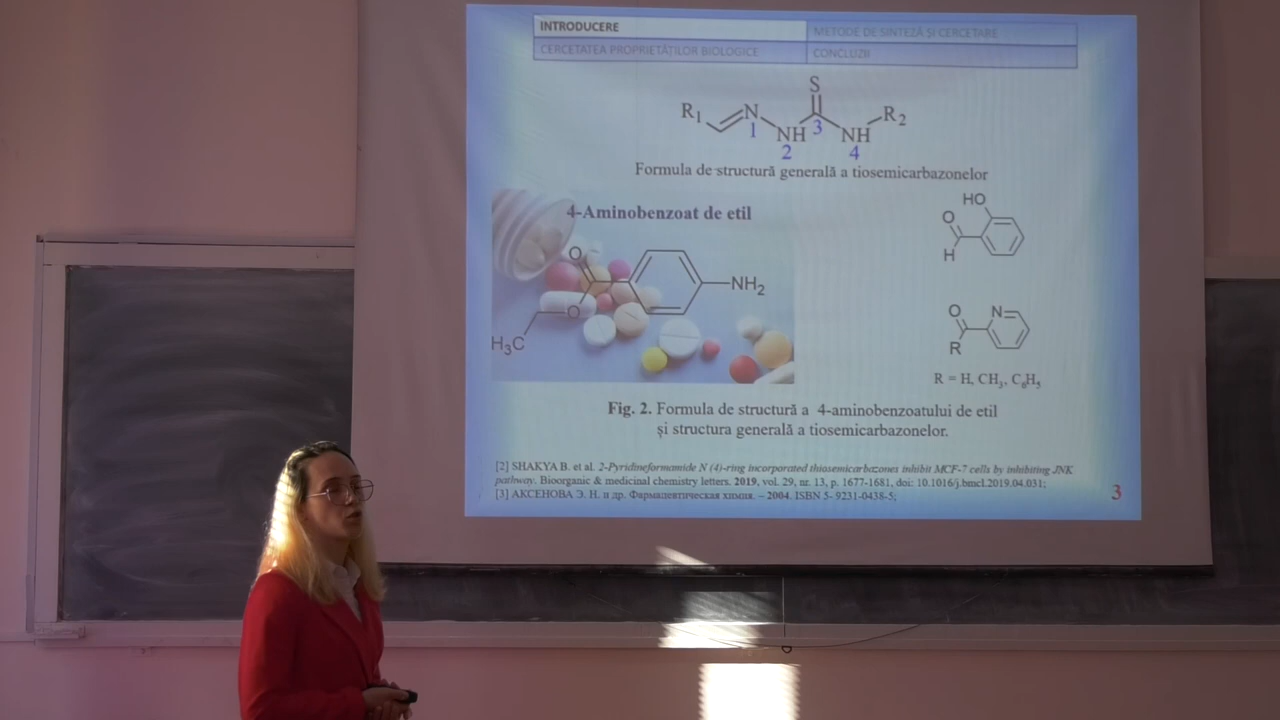 INTRODUCERE
METODE DE SINTEZĂ ȘI CERCETARE
CERCETATEA PROPRIETĂȚILOR BIOLOGICE
CONCLUZII
S
R1 N NH NH R2
1 2 3 4
Formula de structură generală a tiosemicarbazonelor
4-Aminobenzoat de etil
O
NH2
O
H3C
HO
O
H
O N
R
R = H, CH3, C6H5
Fig. 2. Formula de structură a 4-aminobenzoatului de etil
și structura generală a tiosemicarbazonelor.
[2] SHAKYA B. et al. 2-Pyridineformamide N (4)-ring incorporated thiosemicarbazones inhibit MCF-7 cells by inhibiting JNK
pathway. Bioorganic & medicinal chemistry letters. 2019, vol. 29, nr. 13, p. 1677-1681, doi: 10.1016/j.bmcl.2019.04.031;
[3] АКСЕНОВА Э. Н. и др. Фармацевтическая химия. – 2004. ISBN 5- 9231-0438-5;
3